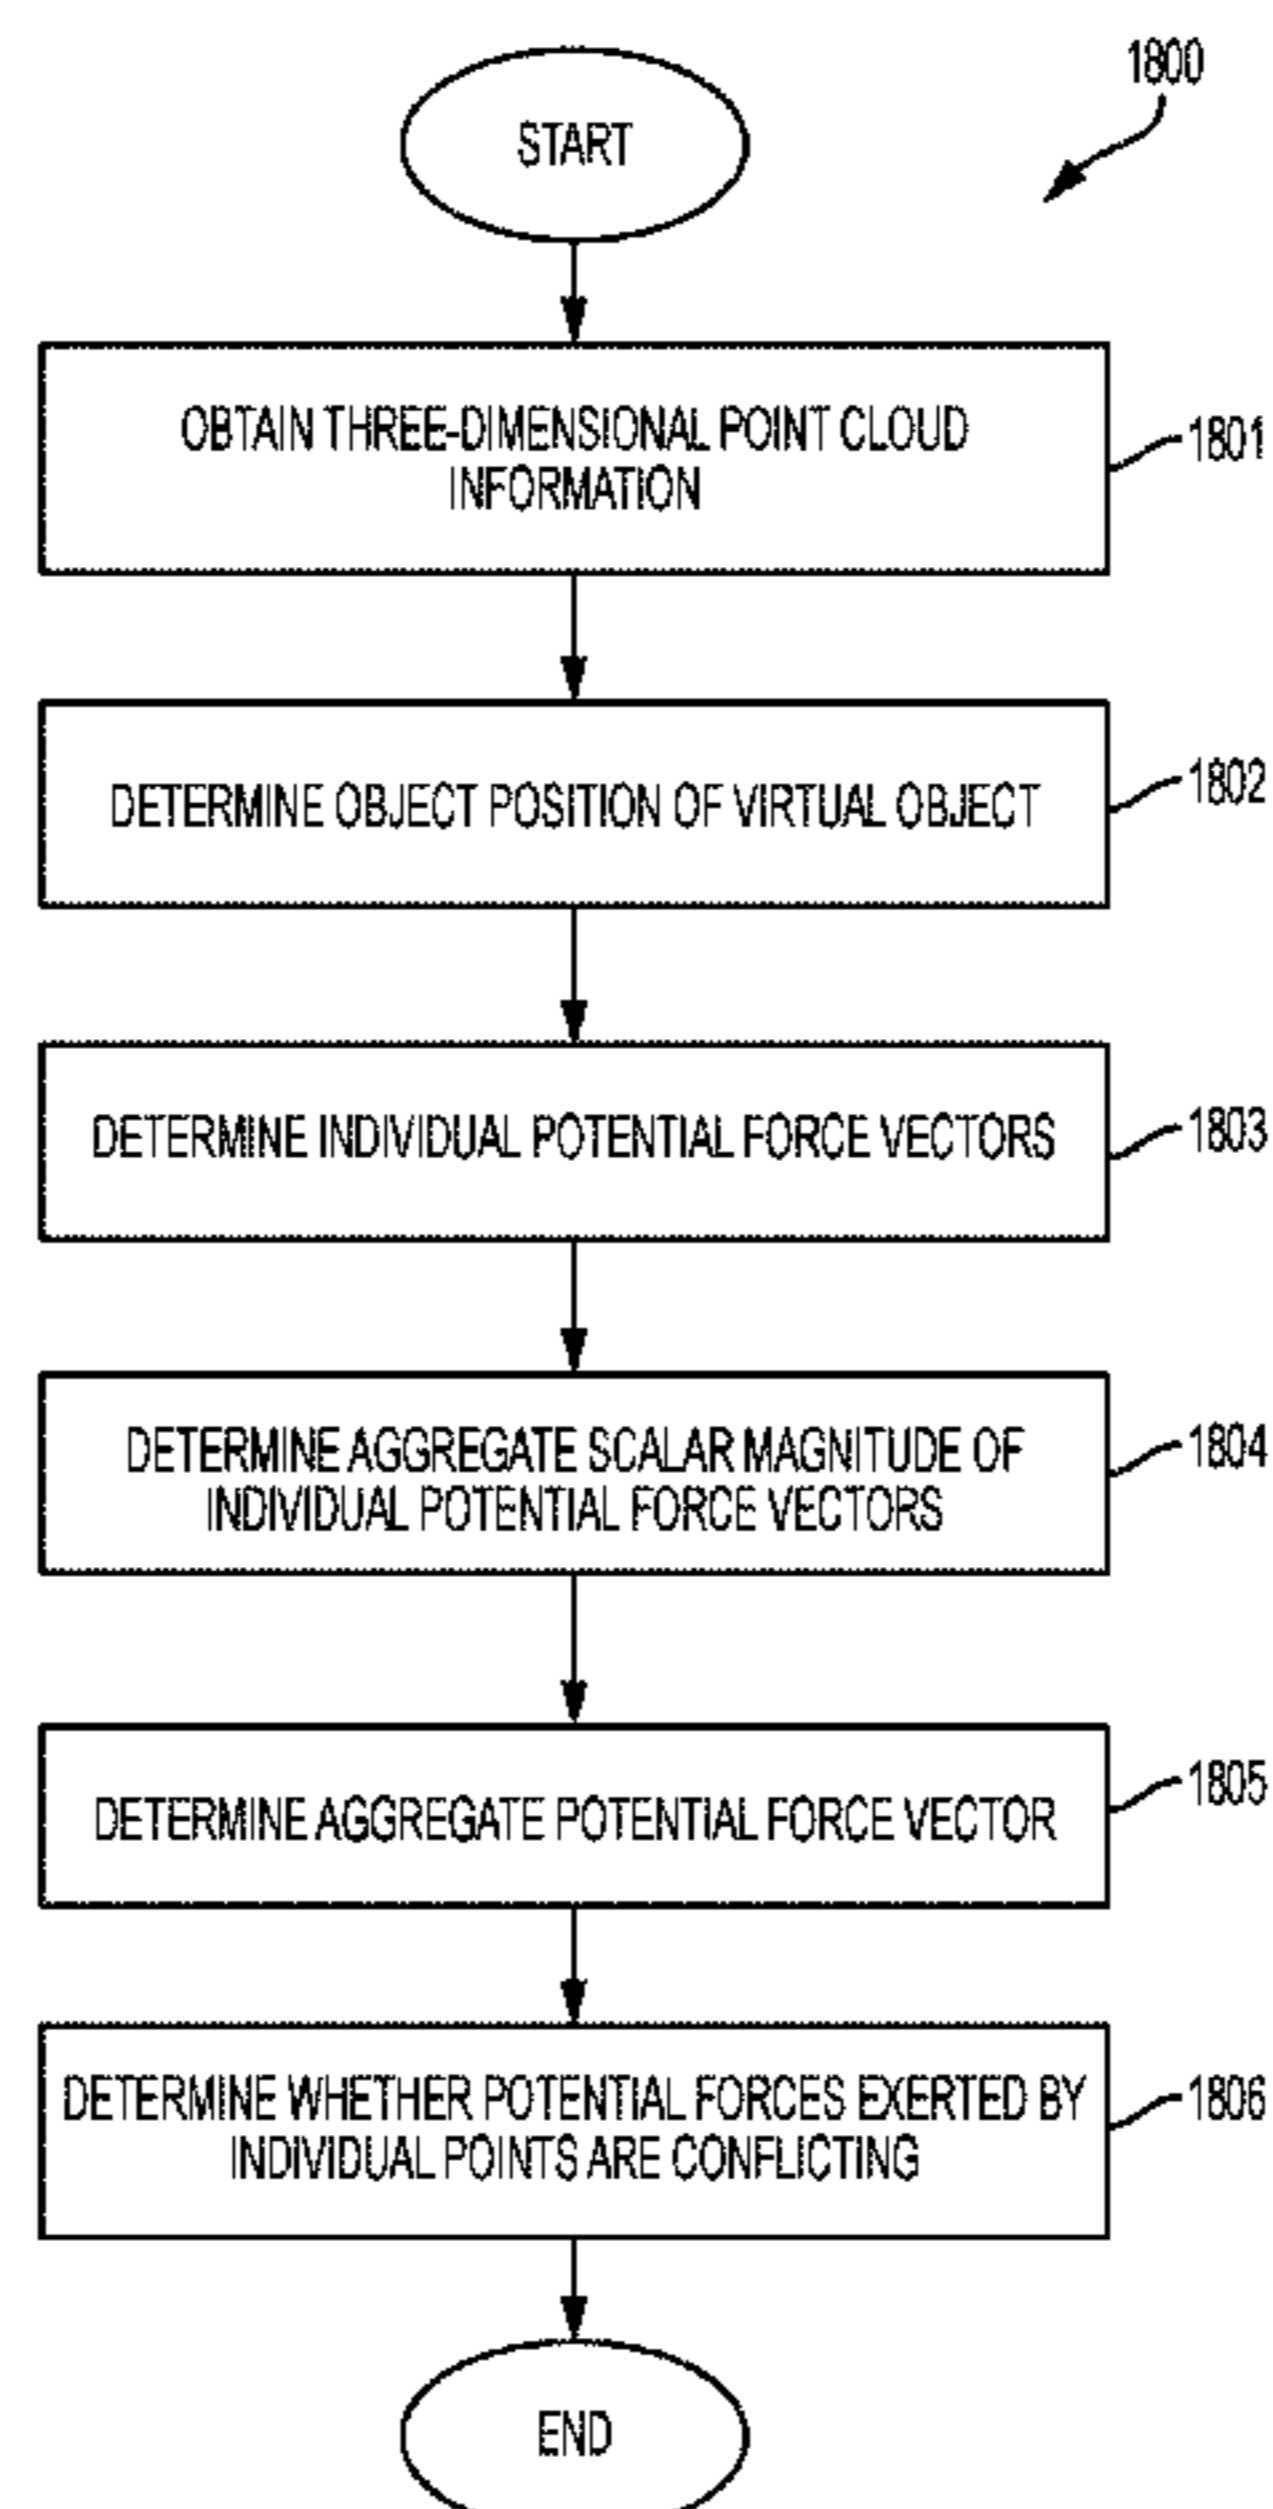 1800
START
OBTAIN THREE-DIMENSIONAL POINT CLOUD
INFORMATION
1801
DETERMINE OBJECT POSITION OF VIRTUAL OBJECT
1802
DETERMINE INDIVIDUAL POTENTIAL FORCE VECTORS
1803
DETERMINE AGGREGATE SCALAR MAGNITUDE OF
INDIVIDUAL POTENTIAL FORCE VECTORS
1804
DETERMINE AGGREGATE POTENTIAL FORCE VECTOR
1805
DETERMINE WHETHER POTENTIAL FORCES EXERTED BY
INDIVIDUAL POINTS ARE CONFLICTING
1806
END